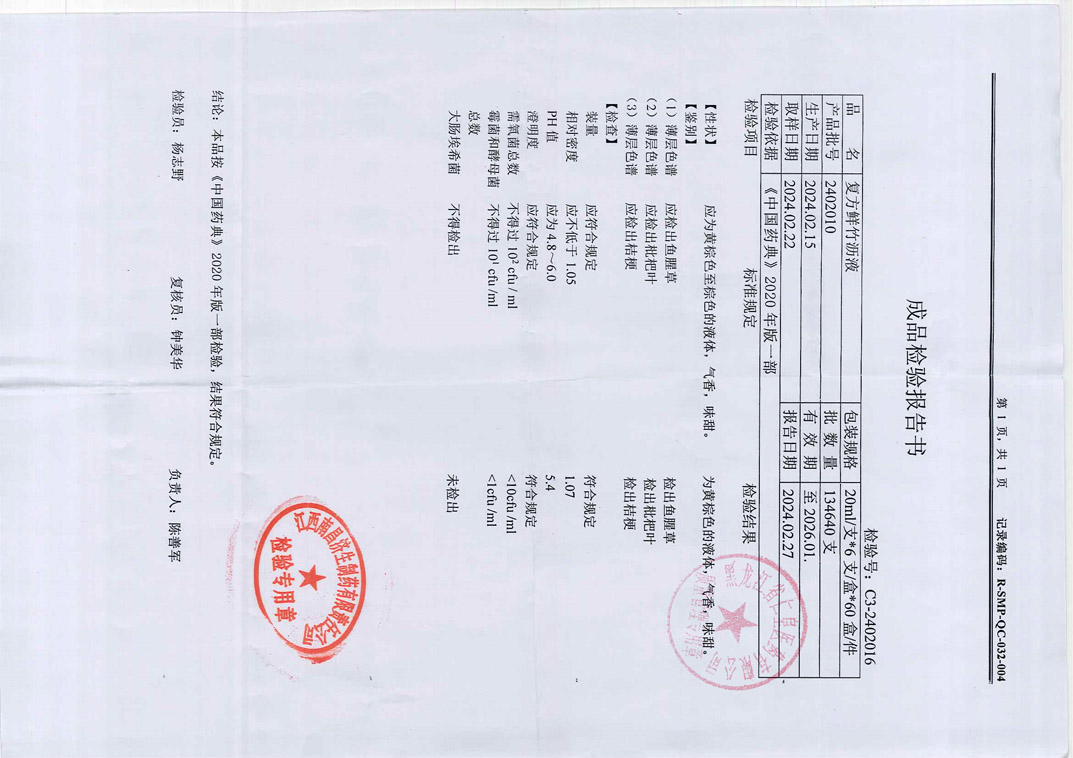 第 1 页，共 1 页 记录编码：R-SMP-QC-032-004
成品检验报告书
检验号：C3-2402016
品 名 复方鲜竹沥液 包装规格 20ml/支*6 支/盒*60 盒/件
产品批号 2402010 批 数 量 134640 支
生产日期 2024.02.15 有 效 期 至 2026.01.
取样日期 2024.02.22 报告日期 2024.02.27
检验依据 《中国药典》2020 年版一部
检验项目 标准规定 检验结果
【性状】 应为黄棕色至棕色的液体，气香，味甜。 为黄棕色的液体，气香，味甜。
【鉴别】
（1）薄层色谱 应检出鱼腥草 检出鱼腥草
（2）薄层色谱 应检出枇杷叶 检出枇杷叶
（3）薄层色谱 应检出桔梗 检出桔梗
【检查】
装量 应符合规定 符合规定
相对密度 应不低于 1.05 1.07
PH 值 应为 4.8～6.0 5.4
澄明度 应符合规定 符合规定
需氧菌总数 不得过 10² cfu / ml <10cfu/ml
霉菌和酵母菌 不得过 10¹ cfu /ml <1cfu/ml
总数
大肠埃希菌 不得检出 未检出
结论：本品按《中国药典》2020 年版一部检验，结果符合规定。
检验员：杨志野 复核员：钟美华 负责人：陈善军
江西南昌济生制药有限责任公司
检验专用章